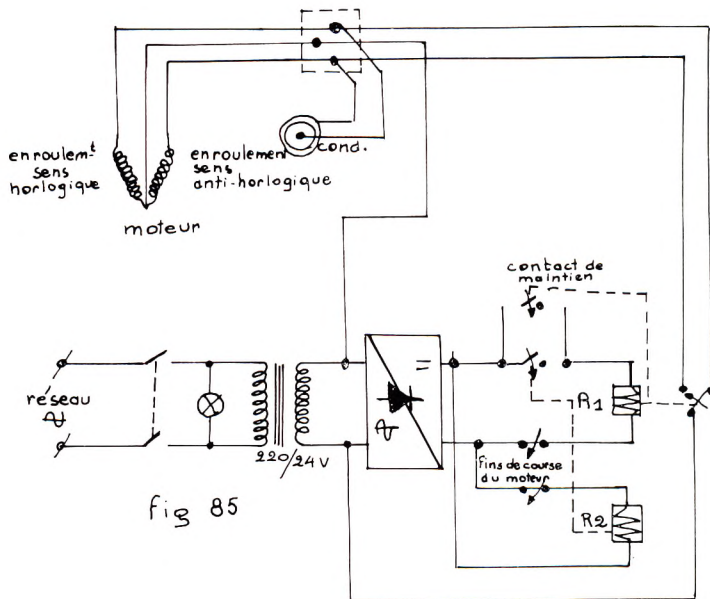 enroulemt
sens
horlogique
enroulement
sens
anti-horlogique
cond.
moteur
contact de
maintien
réseau
220/24V
R1
fins de course
du moteur
R2
fig 85